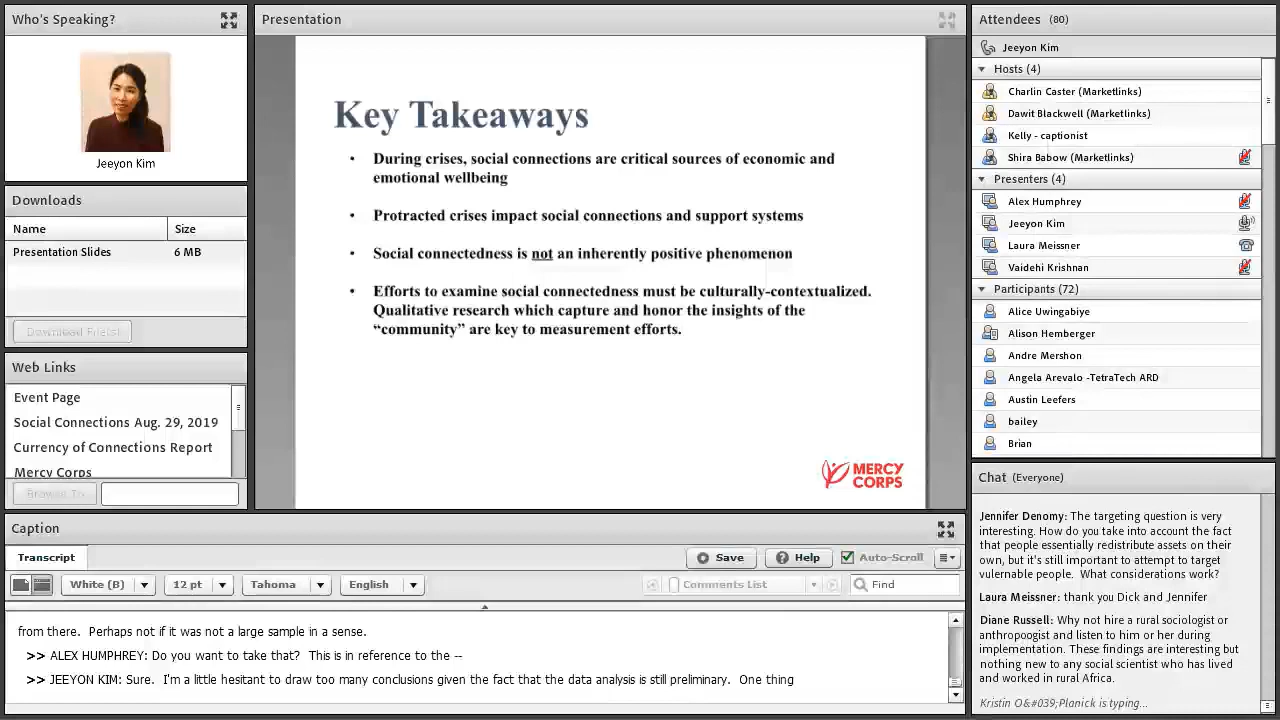 Who's Speaking?
Jeeyon Kim
Downloads
Name Size
Presentation Slides 6 MB
Download File(s)
Web Links
Event Page
Social Connections Aug. 29, 2019
Currency of Connections Report
Mercy Corps
Browse To
Presentation
Key Takeaways
• During crises, social connections are critical sources of economic and
emotional wellbeing
• Protracted crises impact social connections and support systems
• Social connectedness is not an inherently positive phenomenon
• Efforts to examine social connectedness must be culturally-contextualized.
Qualitative research which capture and honor the insights of the
“community” are key to measurement efforts.
MERCY
CORPS
Caption
Transcript
Save Help Auto-Scroll
White (B) 12 pt Tahoma English Comments List Find
from there. Perhaps not if it was not a large sample in a sense.
>> ALEX HUMPHREY: Do you want to take that? This is in reference to the --
>> JEEYON KIM: Sure. I'm a little hesitant to draw too many conclusions given the fact that the data analysis is still preliminary. One thing
Attendees (80)
Jeeyon Kim
Hosts (4)
Charlin Caster (Marketlinks)
Dawit Blackwell (Marketlinks)
Kelly - captionist
Shira Babow (Marketlinks)
Presenters (4)
Alex Humphrey
Jeeyon Kim
Laura Meissner
Vaidehi Krishnan
Participants (72)
Alice Uwingabiye
Alison Hemberger
Andre Mershon
Angela Arevalo -TetraTech ARD
Austin Leefers
bailey
Brian
Chat (Everyone)
Jennifer Denomy: The targeting question is very
interesting. How do you take into account the fact
that people essentially redistribute assets on their
own, but it's still important to attempt to target
vulernable people. What considerations work?
Laura Meissner: thank you Dick and Jennifer
Diane Russell: Why not hire a rural sociologist or
anthropoogist and listen to him or her during
implementation. These findings are interesting but
nothing new to any social scientist who has lived
and worked in rural Africa.
Kristin O&#039;Planick is typing...